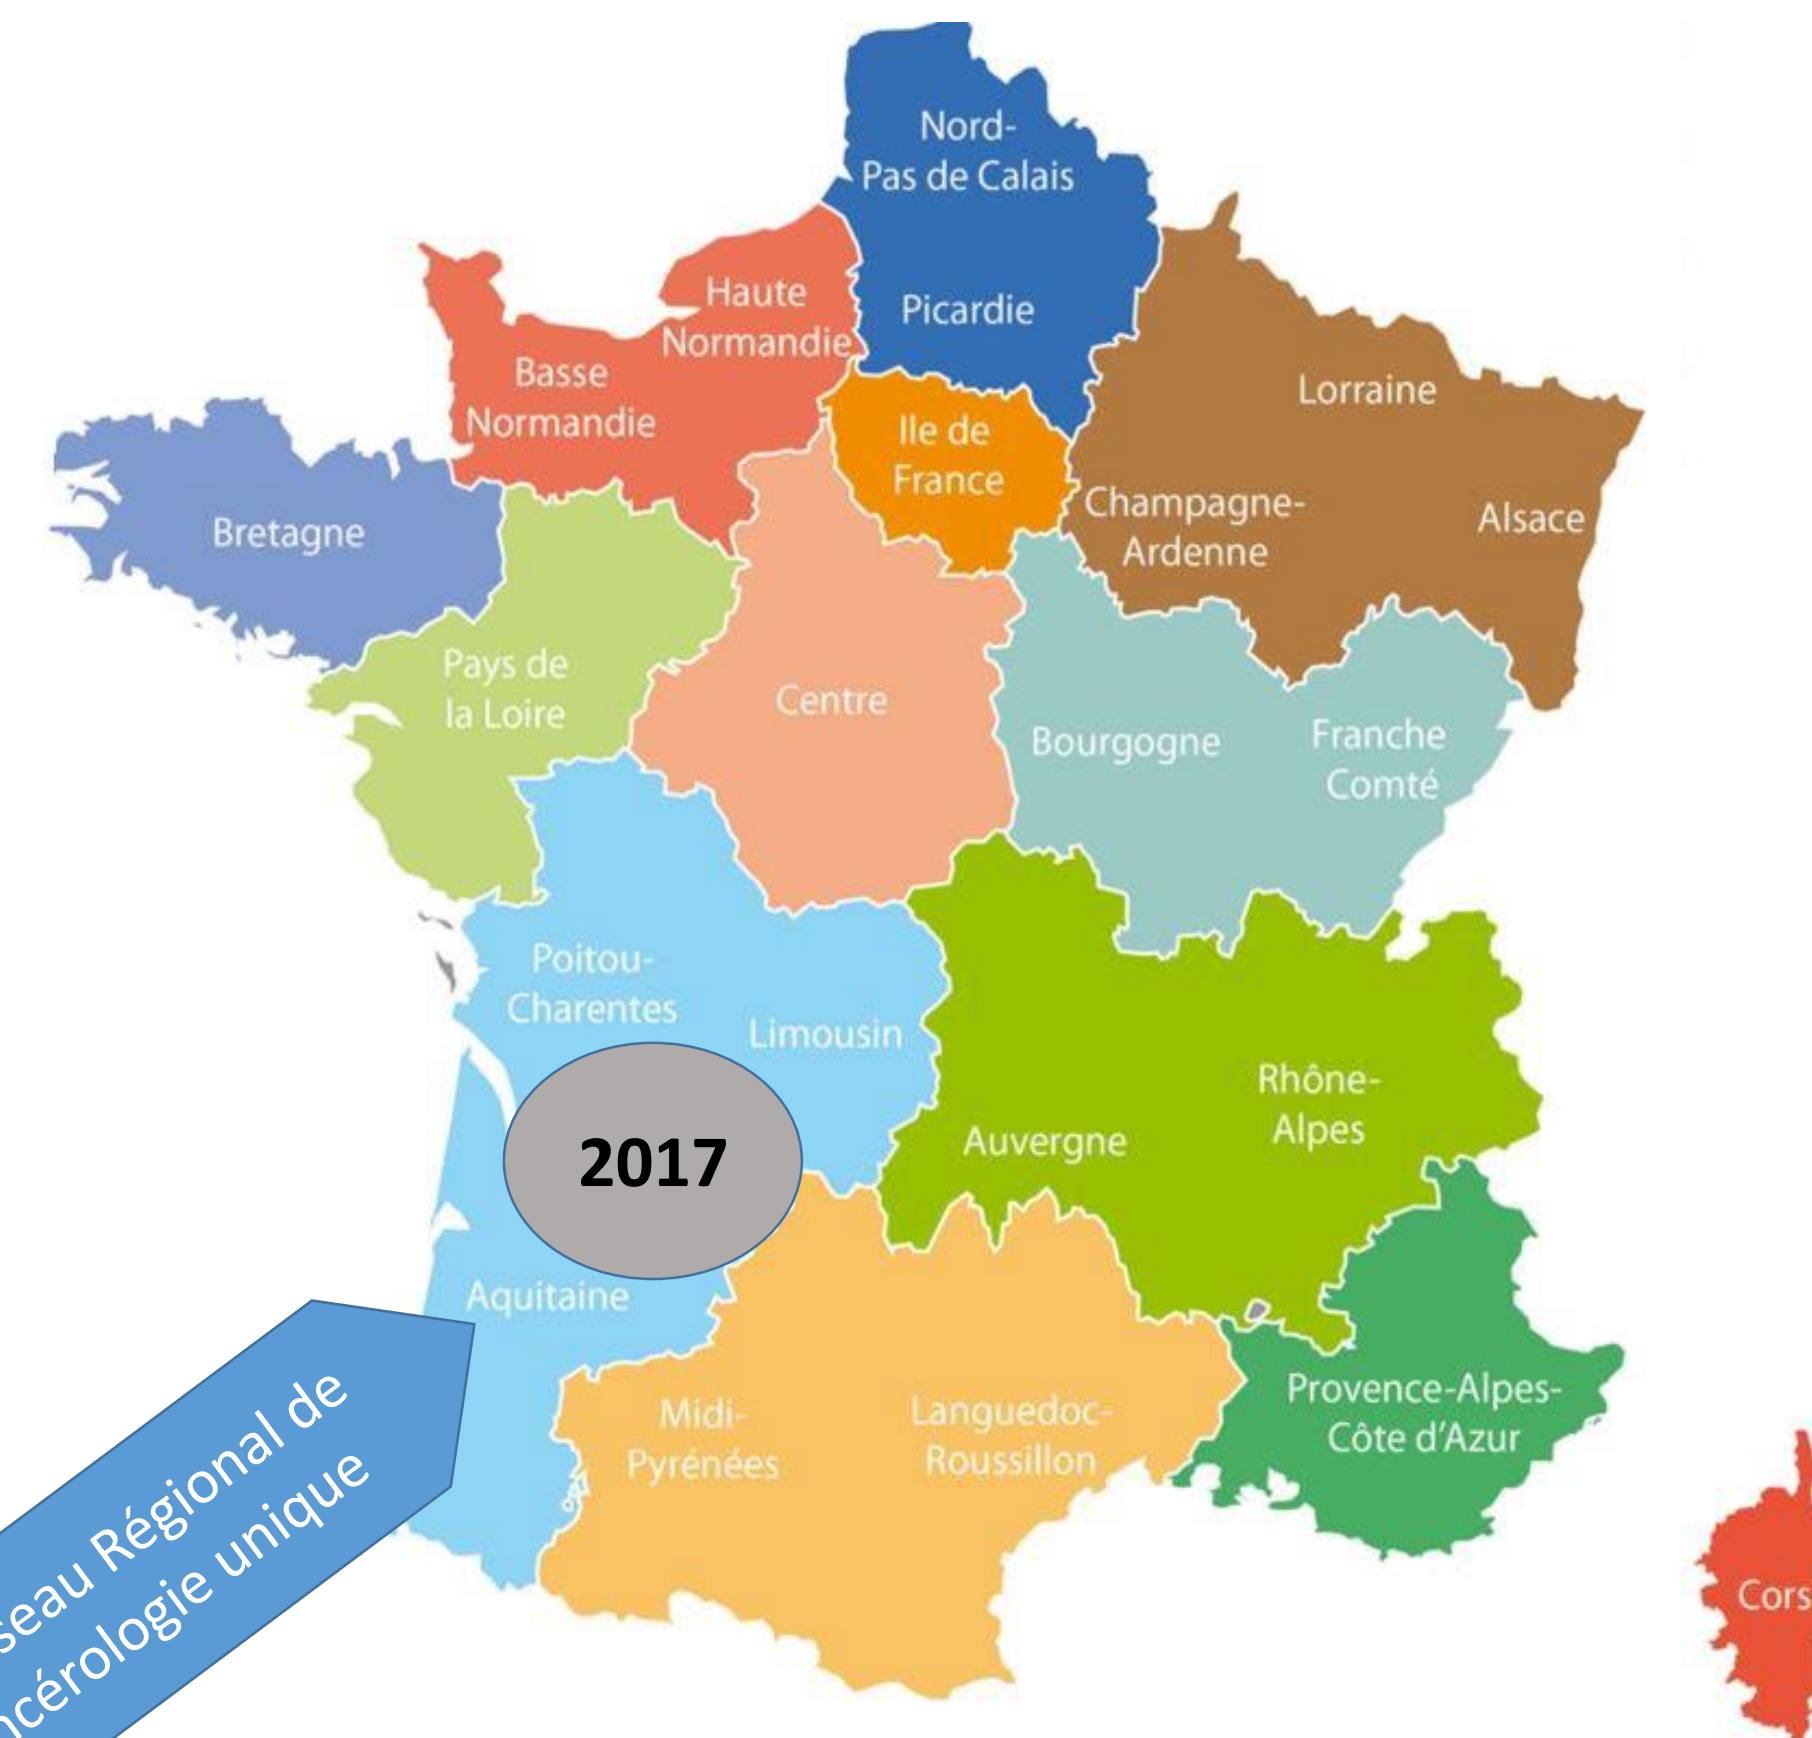 Nord-
Pas de Calais
Picardie
Haute
Normandie
Basse
Normandie
Lorraine
Ile de
France
Champagne-
Ardenne
Alsace
Bretagne
Pays de
la Loire
Centre
Bourgogne
Franche
Comté
Poitou-
Charentes
Limousin
Rhône-
Alpes
Auvergne
2017
Aquitaine
Midi-
Pyrénées
Languedoc-
Roussillon
Provence-Alpes-
Côte d'Azur
seau Régional de
ncérologie unique
Cors